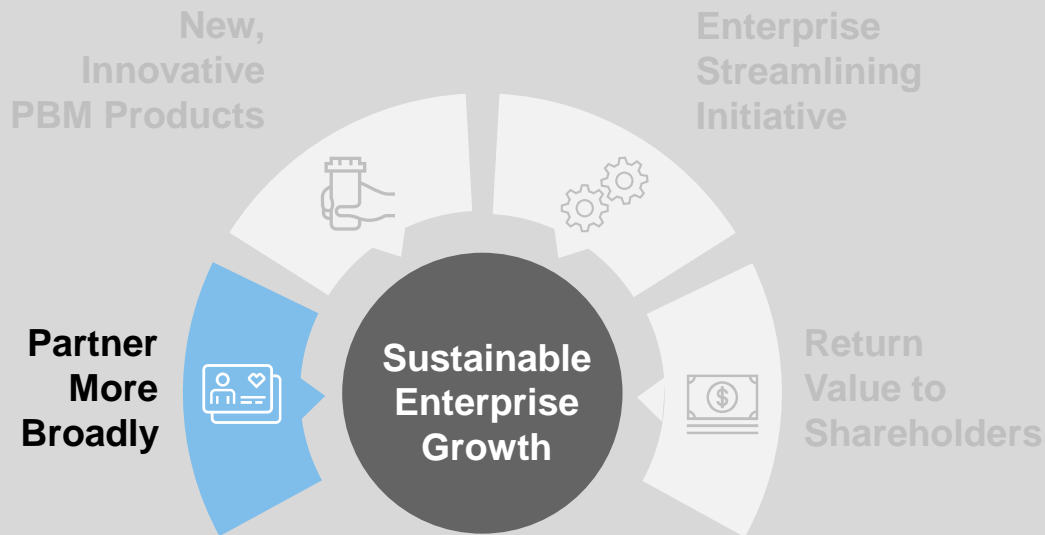 New,
Innovative
PBM Products
Enterprise
Streamlining
Initiative
Partner
More
Broadly
Sustainable
Enterprise
Growth
$
Return
Value to
Shareholders